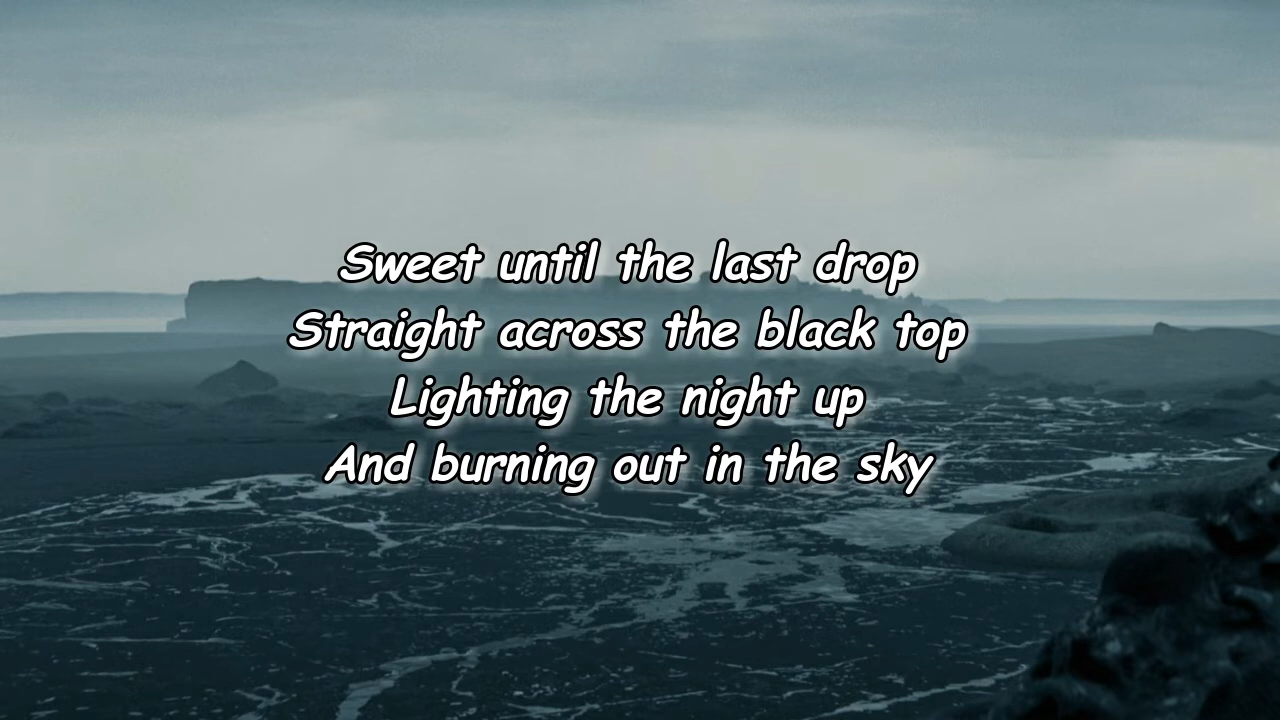 Sweet until the last drop
Straight across the black top
Lighting the night up
And burning out in the sky